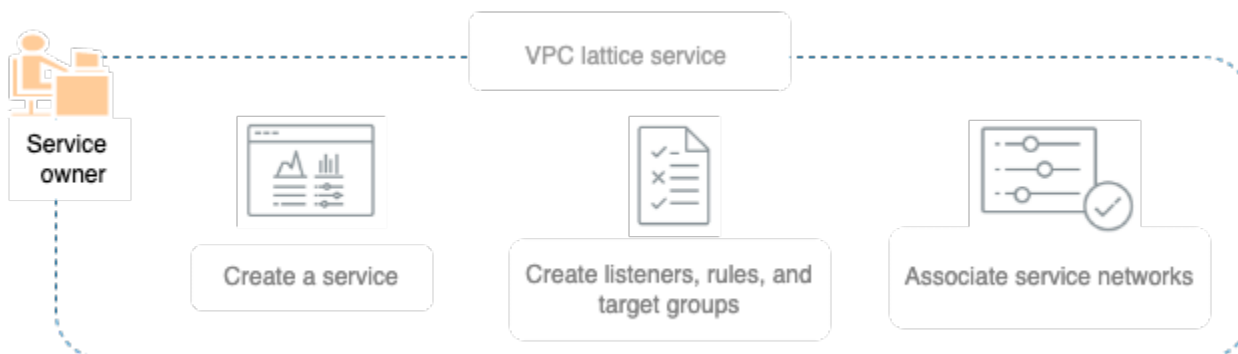 VPC lattice service
Service
owner
Create a service
Create listeners, rules, and
target groups
Associate service networks